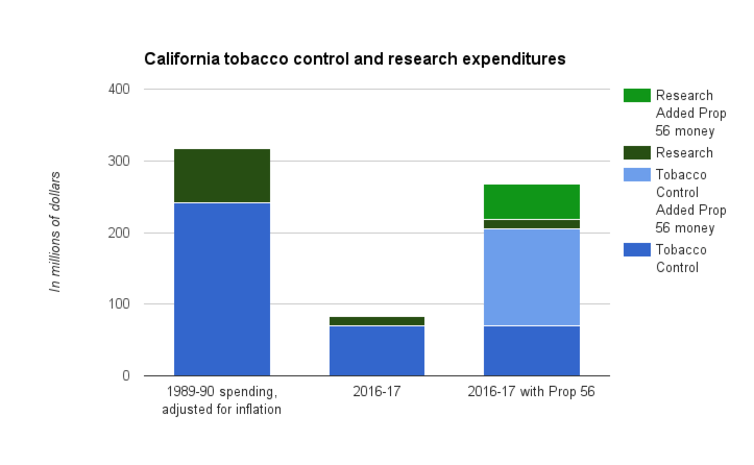 California tobacco control and research expenditures
400
300
200
100
0
In millions of dollars
1989-90 spending,
adjusted for inflation
2016-17
2016-17 with Prop 56
Research
Added Prop
56 money
Research
Tobacco
Control
Added Prop
56 money
Tobacco
Control